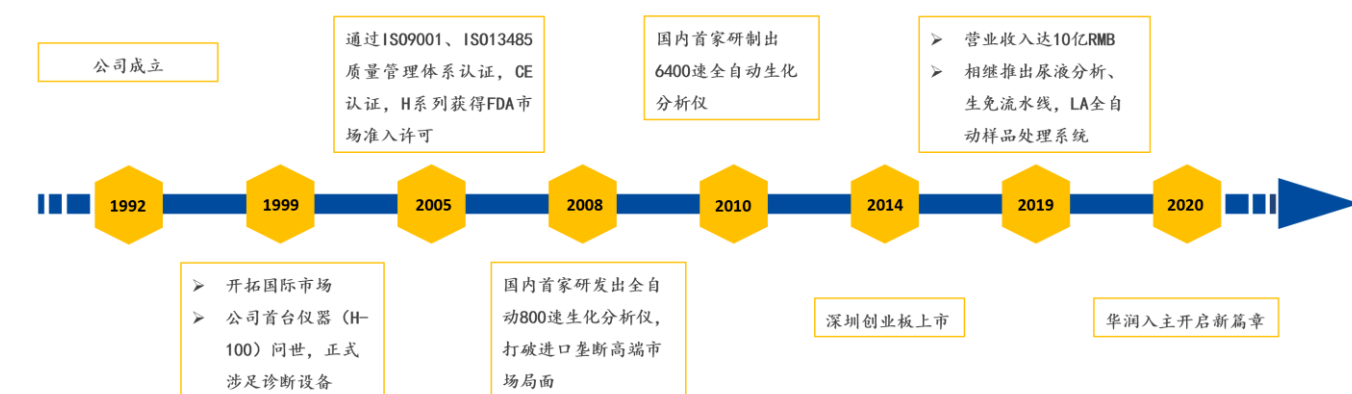 公司成立
通过ISO9001、ISO13485
质量管理体系认证，CE
认证，H系列获得FDA市
场准入许可
国内首家研制出
6400速全自动生化
分析仪
➢ 营业收入达10亿RMB
➢ 相继推出尿液分析、
生免流水线，LA全自
动样品处理系统
1992
1999
2005
2008
2010
2014
2019
2020
➢ 开拓国际市场
➢ 公司首台仪器（H-
100）问世，正式
涉足诊断设备
国内首家研发出全自
动800速生化分析仪，
打破进口垄断高端市
场局面
深圳创业板上市
华润入主开启新篇章